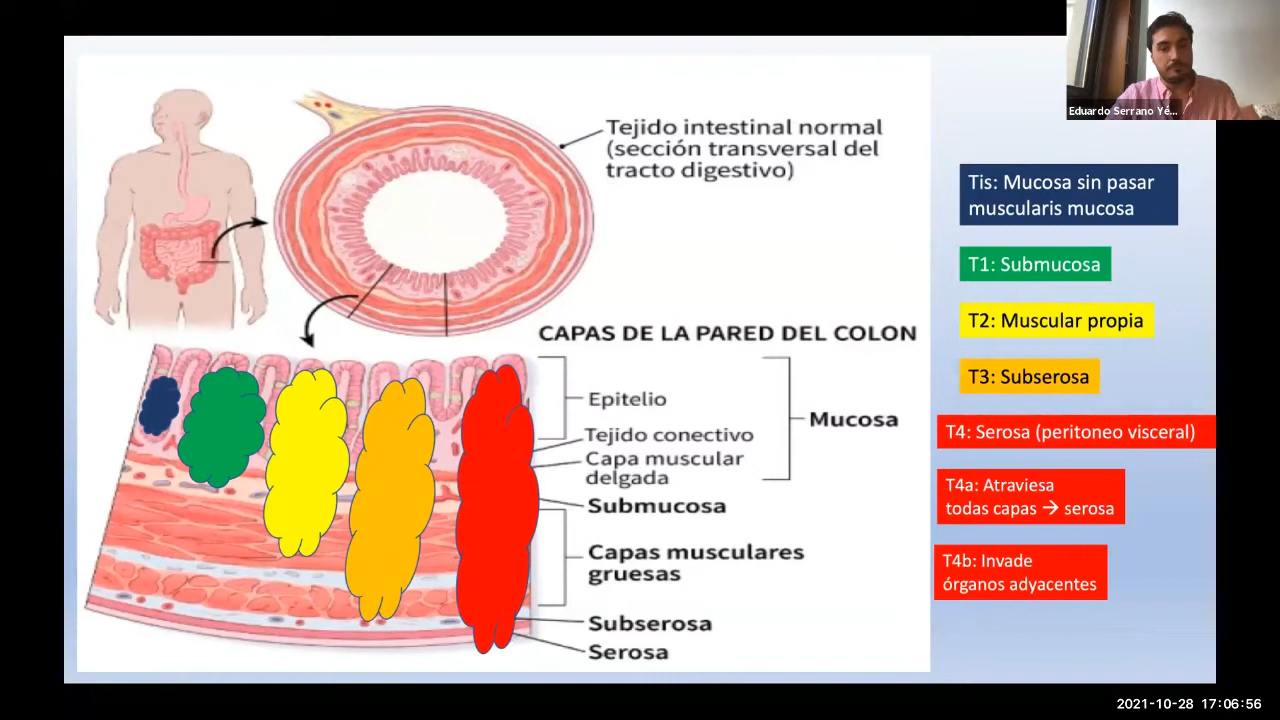 Eduardo Serrano Yé...
Tejido intestinal normal
(sección transversal del
tracto digestivo)
CAPAS DE LA PARED DEL COLON
Epitelio
Tejido conectivo
Capa muscular
delgada
Mucosa
Submucosa
Capas musculares
gruesas
Subserosa
Serosa
Tis: Mucosa sin pasar
muscularis mucosa
T1: Submucosa
T2: Muscular propia
T3: Subserosa
T4: Serosa (peritoneo visceral)
T4a: Atraviesa
todas capas → serosa
T4b: Invade
órganos adyacentes
2021-10-28 17:06:56